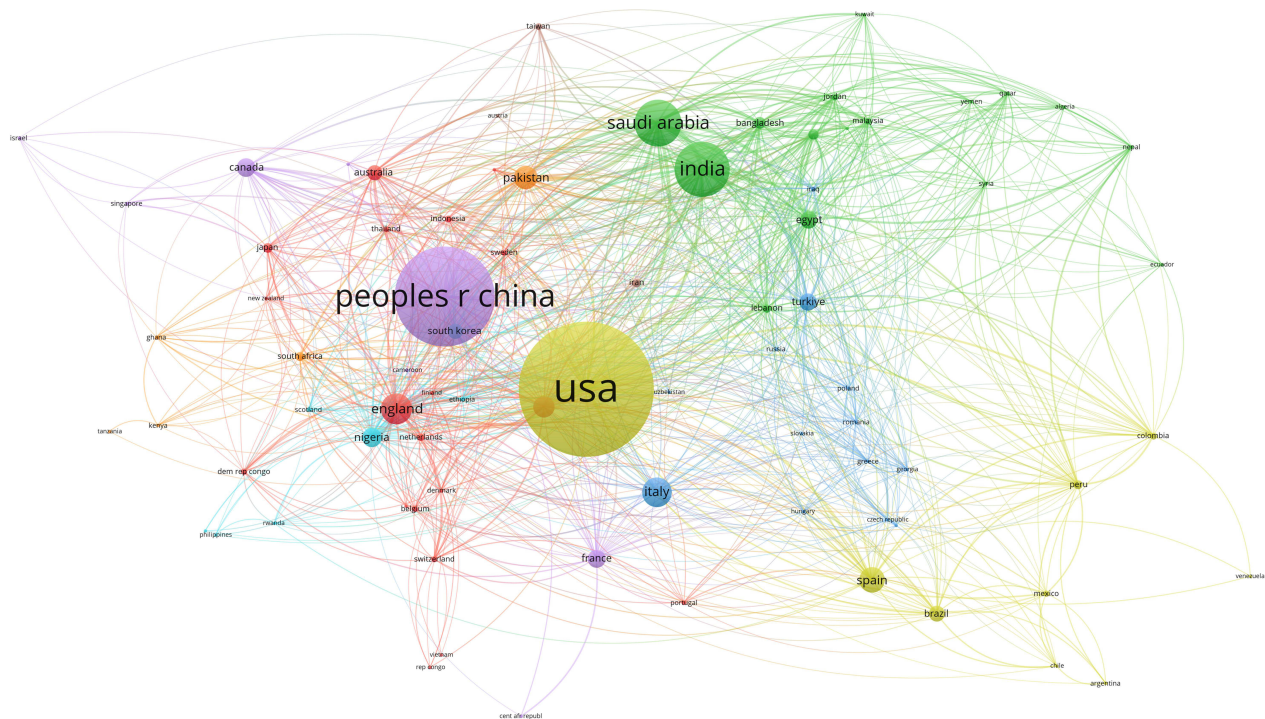 kuwait
taiwan
qatar
jordan
yemen
algeria
austria
saudi arabia
bangladesh
malaysia
israel
nepal
canada
australia
india
pakistan
syria
iraq
singapore
indonesia
egypt
thailand
japan
sweden
ecuador
iran
peoples r china
new zealand
turkiye
lebanon
south korea
ghana
russia
south africa
cameroon
usa
poland
finland
uzbekistan
ethiopia
scotland
england
romania
kenya
tanzania
nigeria
netherlands
slovakia
colombia
greece
georgia
dem rep congo
peru
denmark
italy
belgium
hungary
czech republic
rwanda
philippines
switzerland
france
venezuela
spain
mexico
portugal
brazil
vietnam
rep congo
chile
argentina
cent afr republ